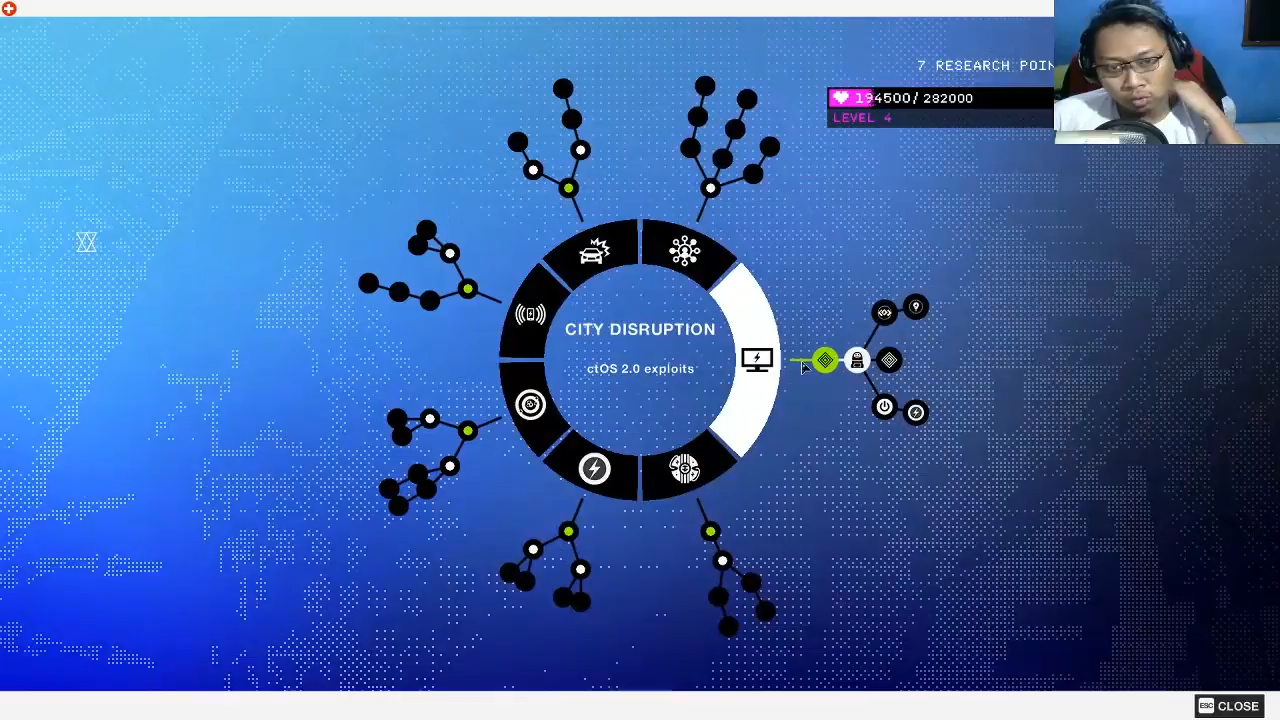 7 RESEARCH POIN
194500/282000
LEVEL 4
CITY DISRUPTION
ctOS 2.0 exploits
ESC CLOSE